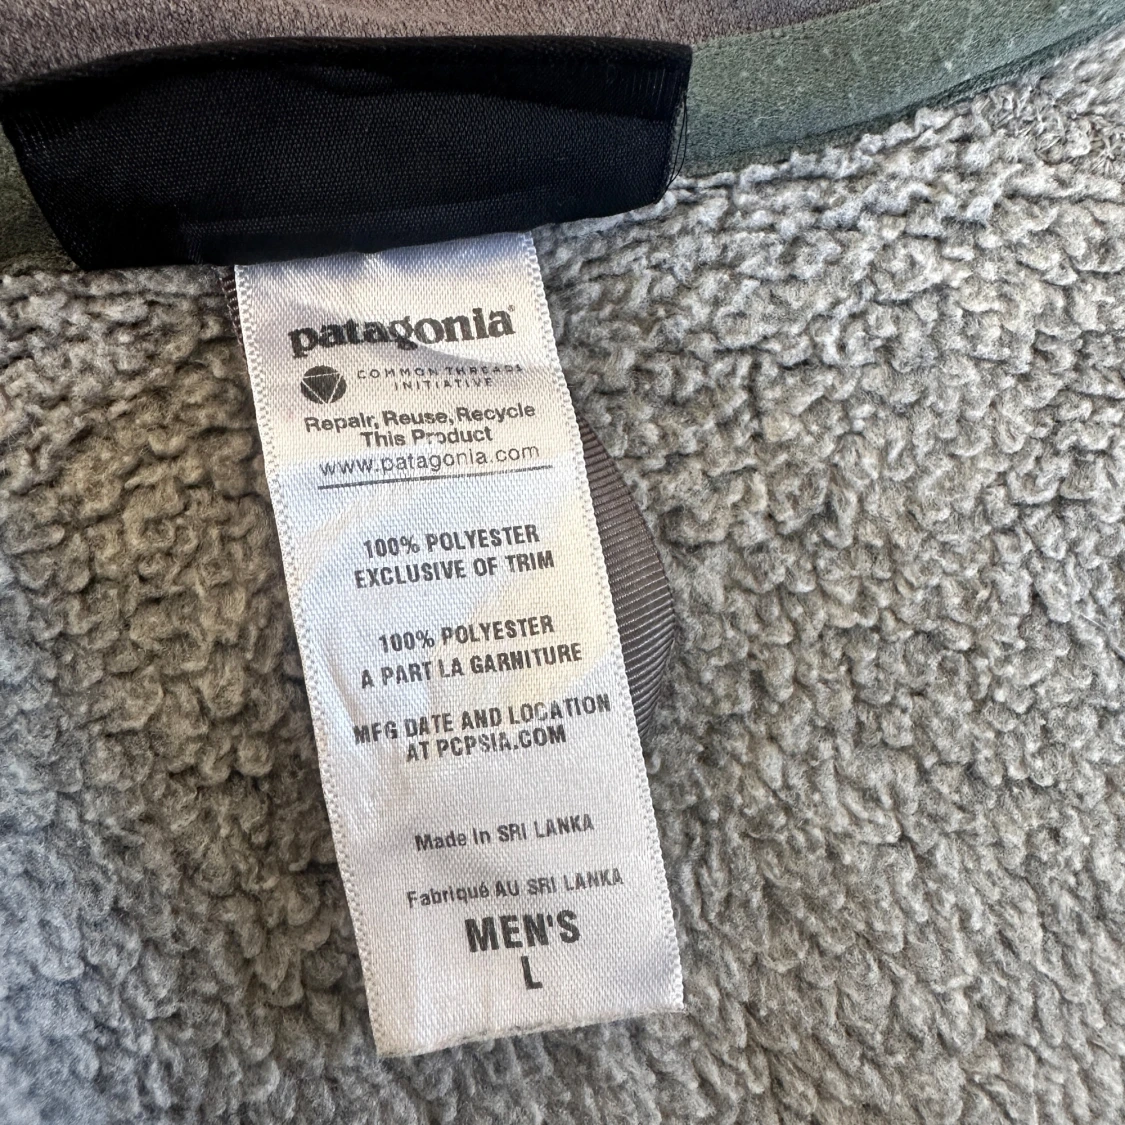 patagonia®
COMMON THREADS
INITIATIVE
Repair, Reuse, Recycle
This Product
www.patagonia.com
100% POLYESTER
EXCLUSIVE OF TRIM
100% POLYESTER
A PART LA GARNITURE
MFG DATE AND LOCATION
AT PCPSIA.COM
Made In SRI LANKA
Fabriqué AU SRI LANKA
MEN'S
L